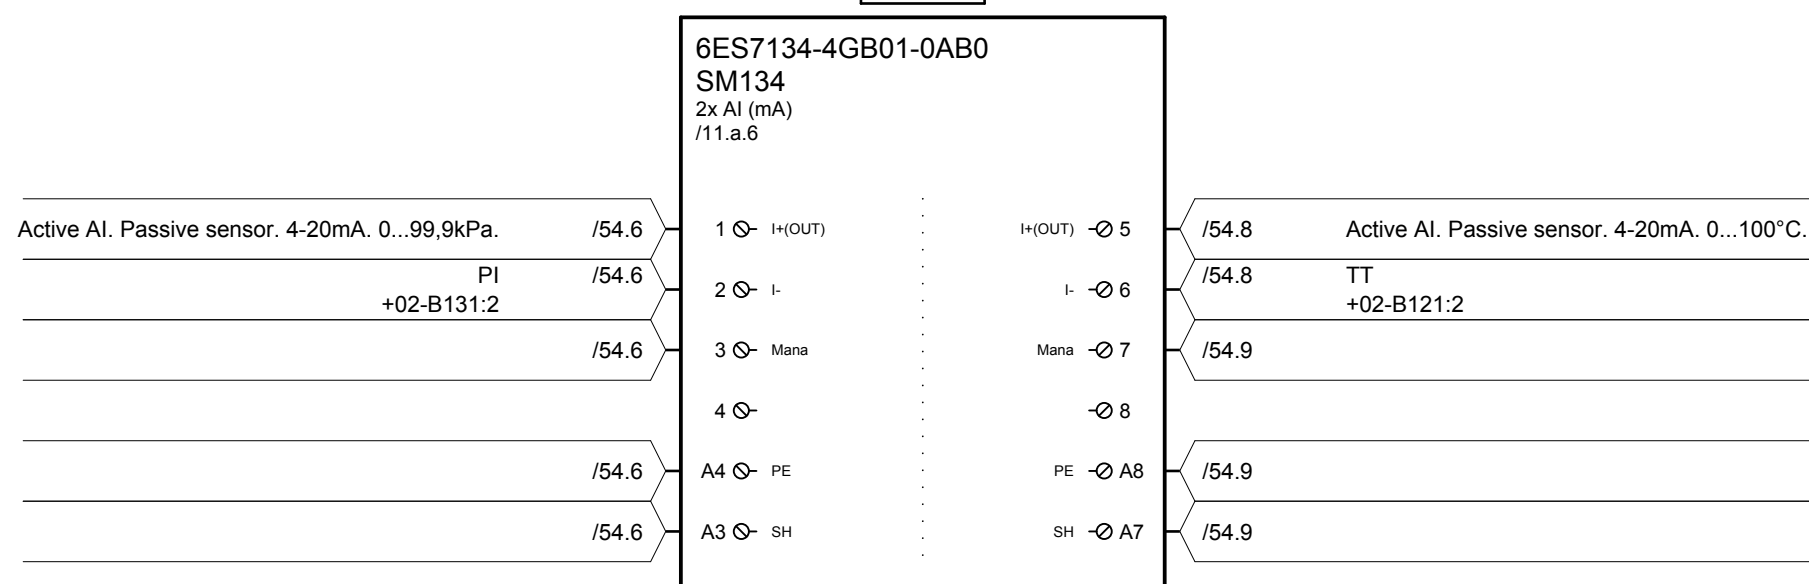 6ES7134-4GB01-0AB0
SM134
2x AI (mA)
/11.a.6
Active AI. Passive sensor. 4-20mA. 0...99,9kPa. /54.6 1 I+(OUT) I+(OUT) 5 /54.8 Active AI. Passive sensor. 4-20mA. 0...100°C.
PI /54.6 2 I- I- 6 /54.8 TT
+02-B131:2 +02-B121:2
/54.6 3 Mana Mana 7 /54.9
4 8
/54.6 A4 PE PE A8 /54.9
/54.6 A3 SH SH A7 /54.9